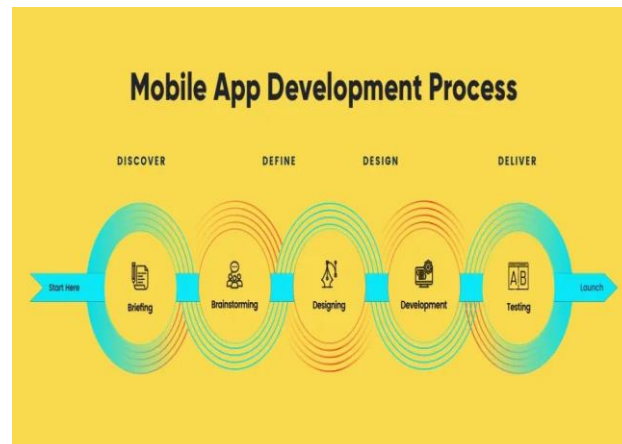 Mobile App Development Process
DISCOVER DEFINE DESIGN DELIVER
Start Here Briefing Brainstorming Designing Development A B Testing Launch